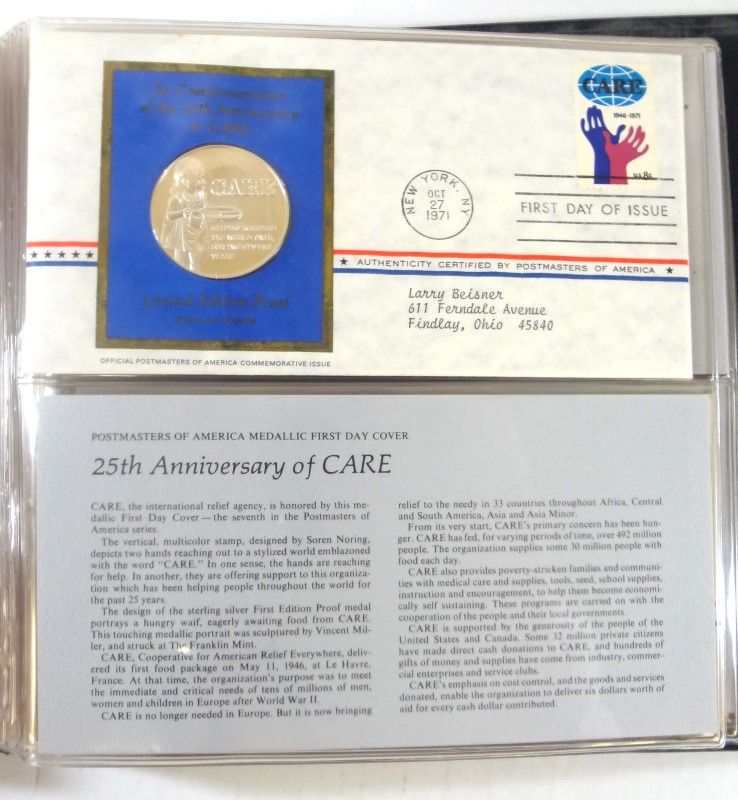 In Commemoration
of the 25th Anniversary
of CARE
CARE
HELPING MANKIND
THE WORLD OVER
FOR TWENTY-FIVE
YEARS
Limited Edition Proof
CARE
1946-1971
US 8c
NEW YORK, NY
OCT
27
1971
FIRST DAY OF ISSUE
★ AUTHENTICITY CERTIFIED BY POSTMASTERS OF AMERICA ★
Larry Beisner
611 Ferndale Avenue
Findlay, Ohio 45840
OFFICIAL POSTMASTERS OF AMERICA COMMEMORATIVE ISSUE
POSTMASTERS OF AMERICA MEDALLIC FIRST DAY COVER
25th Anniversary of CARE
CARE, the international relief agency, is honored by this me-
dallic First Day Cover—the seventh in the Postmasters of
America series.
The vertical, multicolor stamp, designed by Soren Noring,
depicts two hands reaching out to a stylized world emblazoned
with the word "CARE." In one sense, the hands are reaching
for help. In another, they are offering support to this organiza-
tion which has been helping people throughout the world for
the past 25 years.
The design of the sterling silver First Edition Proof medal
portrays a hungry waif, eagerly awaiting food from CARE.
This touching medallic portrait was sculptured by Vincent Mil-
ler, and struck at The Franklin Mint.
CARE, Cooperative for American Relief Everywhere, deliv-
ered its first food package on May 11, 1946, at Le Havre,
France. At that time, the organization's purpose was to meet
the immediate and critical needs of tens of millions of men,
women and children in Europe after World War II.
CARE is no longer needed in Europe. But it is now bringing
relief to the needy in 33 countries throughout Africa, Central
and South America, Asia and Asia Minor.
From its very start, CARE's primary concern has been hun-
ger. CARE has fed, for varying periods of time, over 492 million
people. The organization supplies some 30 million people with
food each day.
CARE also provides poverty-stricken families and communi-
ties with medical care and supplies, tools, seed, school supplies,
instruction and encouragement, to help them become economi-
cally self sustaining. These programs are carried on with the
cooperation of the people and their local governments.
CARE is supported by the generosity of the people of the
United States and Canada. Some 32 million private citizens
have made direct cash donations to CARE, and hundreds of
gifts of money and supplies have come from industry, commer-
cial enterprises and service clubs.
CARE's emphasis on cost control, and the goods and services
donated, enable the organization to deliver six dollars worth of
aid for every cash dollar contributed.